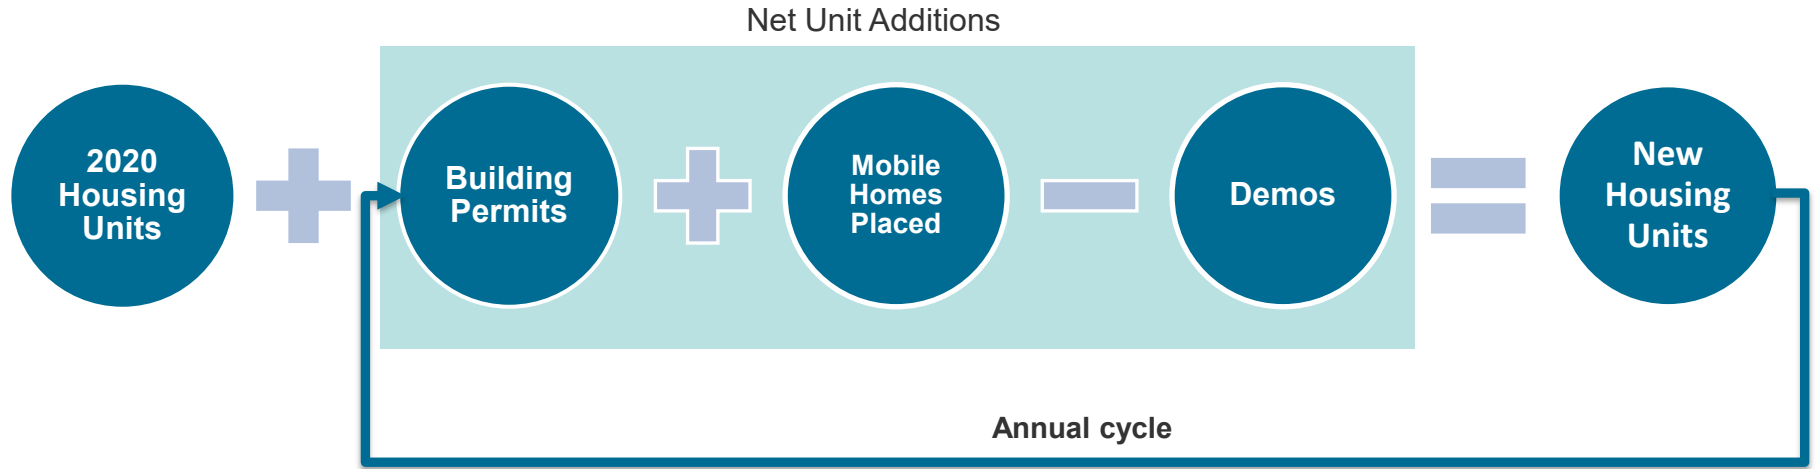 Net Unit Additions
2020
Housing
Units
Building
Permits
Mobile
Homes
Placed
Demos
New
Housing
Units
Annual cycle